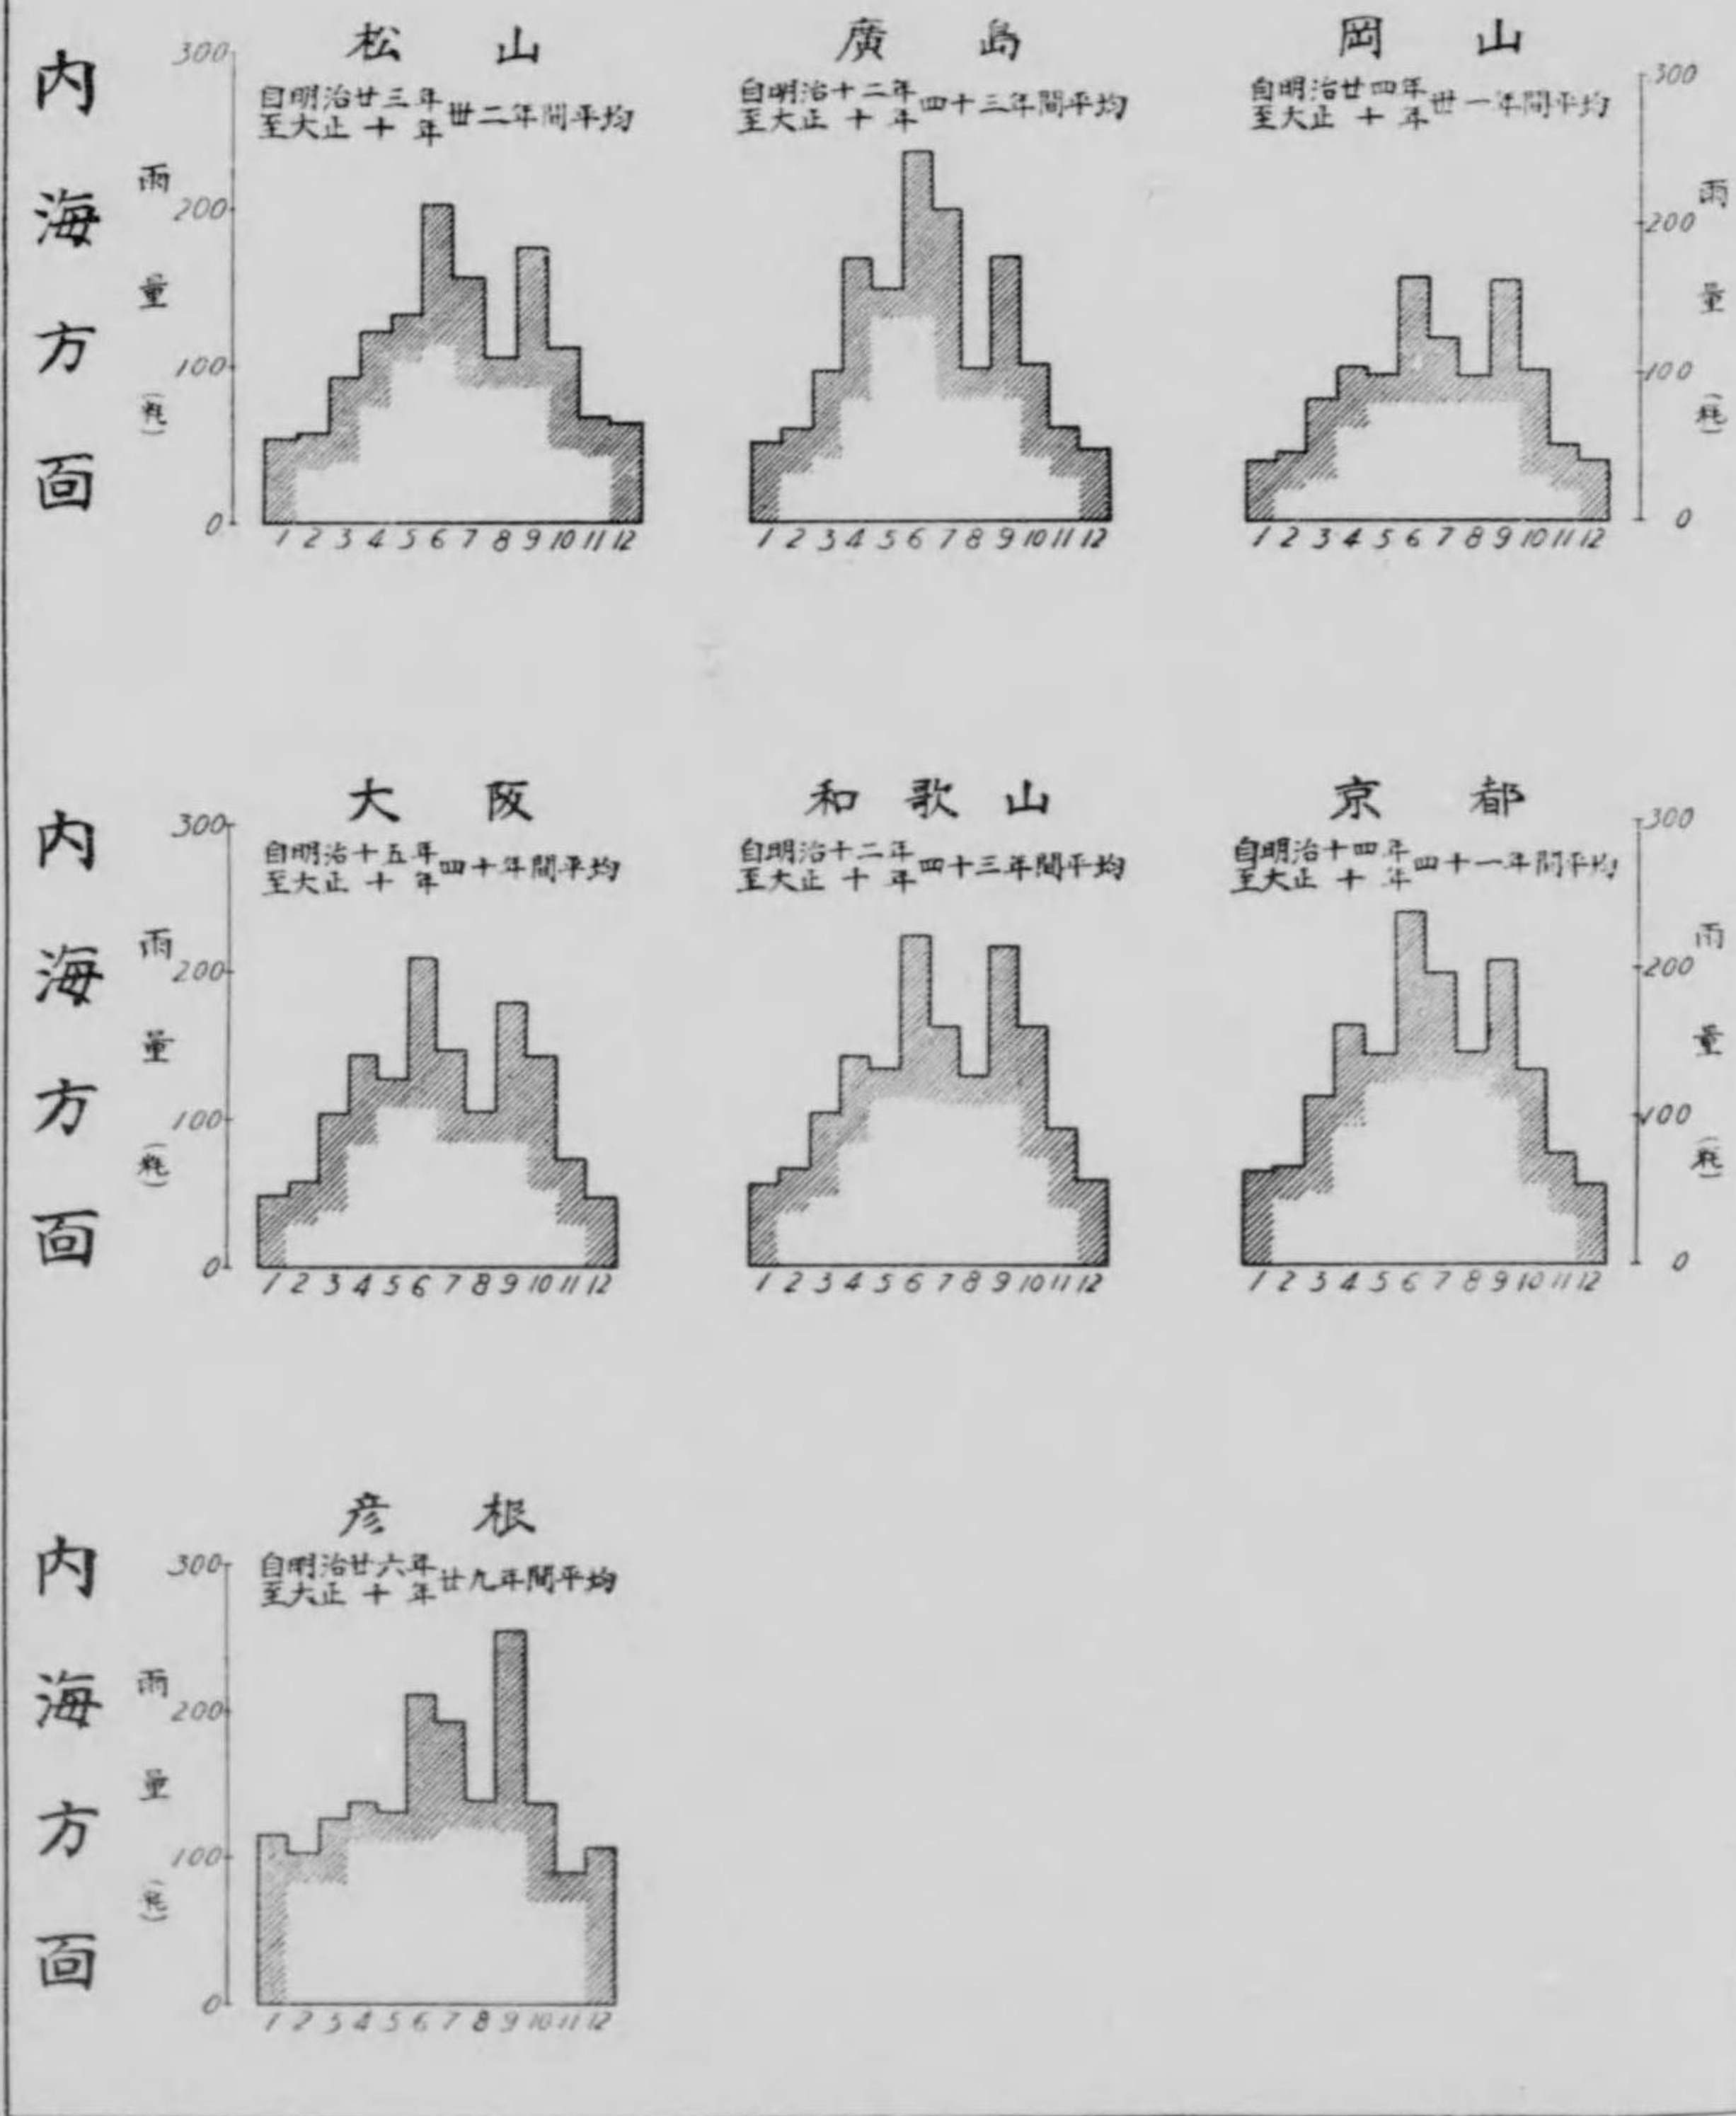 内海方面
雨量（粍）
300
200
100
0
松山
自明治廿三年
至大正十年
丗二年間平均
1 2 3 4 5 6 7 8 9 10 11 12
廣島
自明治十二年
至大正十年
四十三年間平均
1 2 3 4 5 6 7 8 9 10 11 12
岡山
自明治廿四年
至大正十年
丗一年間平均
1 2 3 4 5 6 7 8 9 10 11 12
300
200
100
0
雨量（粍）
内海方面
雨量（粍）
300
200
100
0
大阪
自明治十五年
至大正十年
四十年間平均
1 2 3 4 5 6 7 8 9 10 11 12
和歌山
自明治十二年
至大正十年
四十三年間平均
1 2 3 4 5 6 7 8 9 10 11 12
京都
自明治十四年
至大正十年
四十一年間平均
1 2 3 4 5 6 7 8 9 10 11 12
300
200
100
0
雨量（粍）
内海方面
雨量（粍）
300
200
100
0
彦根
自明治廿六年
至大正十年
廿九年間平均
1 2 3 4 5 6 7 8 9 10 11 12